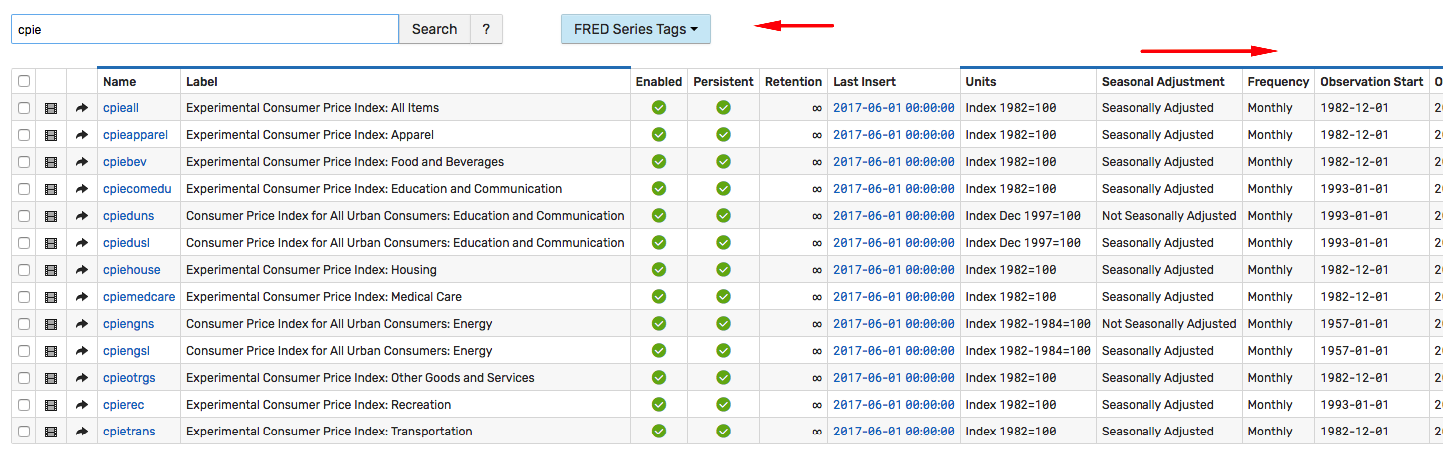 cpie Search ? FRED Series Tags
Name Label Enabled Persistent Retention Last Insert Units Seasonal Adjustment Frequency Observation Start
cpieall Experimental Consumer Price Index: All Items ∞ 2017-06-01 00:00:00 Index 1982=100 Seasonally Adjusted Monthly 1982-12-01
cpieapparel Experimental Consumer Price Index: Apparel ∞ 2017-06-01 00:00:00 Index 1982=100 Seasonally Adjusted Monthly 1982-12-01
cpiebev Experimental Consumer Price Index: Food and Beverages ∞ 2017-06-01 00:00:00 Index 1982=100 Seasonally Adjusted Monthly 1982-12-01
cpiecomedu Experimental Consumer Price Index: Education and Communication ∞ 2017-06-01 00:00:00 Index 1982=100 Seasonally Adjusted Monthly 1993-01-01
cpieduns Consumer Price Index for All Urban Consumers: Education and Communication ∞ 2017-06-01 00:00:00 Index Dec 1997=100 Not Seasonally Adjusted Monthly 1993-01-01
cpiedusl Consumer Price Index for All Urban Consumers: Education and Communication ∞ 2017-06-01 00:00:00 Index Dec 1997=100 Seasonally Adjusted Monthly 1993-01-01
cpiehouse Experimental Consumer Price Index: Housing ∞ 2017-06-01 00:00:00 Index 1982=100 Seasonally Adjusted Monthly 1982-12-01
cpiemedcare Experimental Consumer Price Index: Medical Care ∞ 2017-06-01 00:00:00 Index 1982=100 Seasonally Adjusted Monthly 1982-12-01
cpiengns Consumer Price Index for All Urban Consumers: Energy ∞ 2017-06-01 00:00:00 Index 1982-1984=100 Not Seasonally Adjusted Monthly 1957-01-01
cpiengsl Consumer Price Index for All Urban Consumers: Energy ∞ 2017-06-01 00:00:00 Index 1982-1984=100 Seasonally Adjusted Monthly 1957-01-01
cpieotrgs Experimental Consumer Price Index: Other Goods and Services ∞ 2017-06-01 00:00:00 Index 1982=100 Seasonally Adjusted Monthly 1982-12-01
cpierec Experimental Consumer Price Index: Recreation ∞ 2017-06-01 00:00:00 Index 1982=100 Seasonally Adjusted Monthly 1993-01-01
cpietrans Experimental Consumer Price Index: Transportation ∞ 2017-06-01 00:00:00 Index 1982=100 Seasonally Adjusted Monthly 1982-12-01